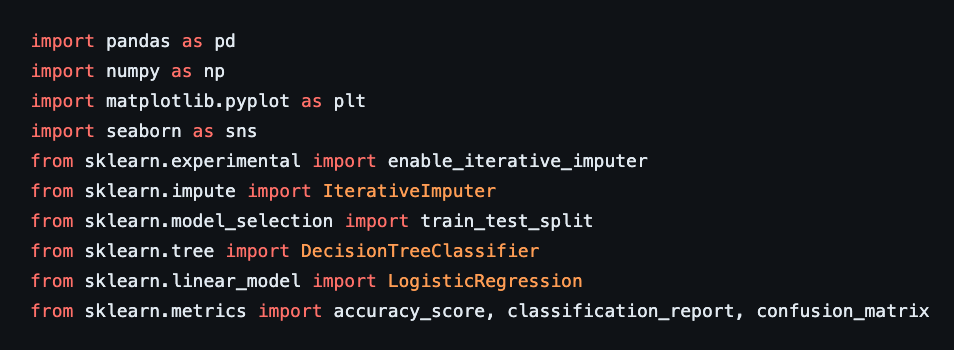 import pandas as pd
import numpy as np
import matplotlib.pyplot as plt
import seaborn as sns
from sklearn.experimental import enable_iterative_imputer
from sklearn.impute import IterativeImputer
from sklearn.model_selection import train_test_split
from sklearn.tree import DecisionTreeClassifier
from sklearn.linear_model import LogisticRegression
from sklearn.metrics import accuracy_score, classification_report, confusion_matrix